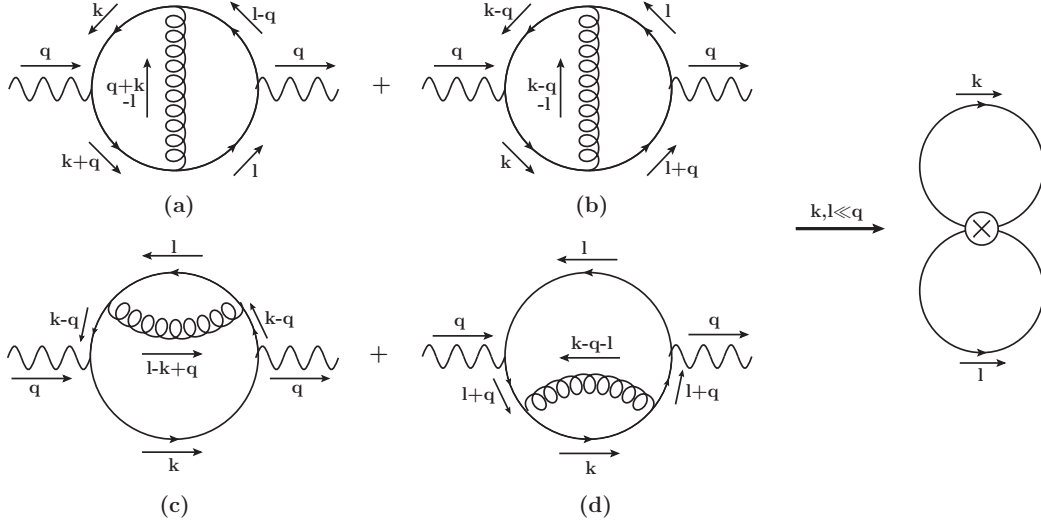 k
l-q
q
q
q+k
-l
k+q
l
(a)
+
k-q
l
q
q
k-q
-l
k
l+q
(b)
k,l≪q
k
l
l
k-q
k-q
l-k+q
q
q
k
(c)
+
l
q
q
k-q-l
l+q
l+q
k
(d)